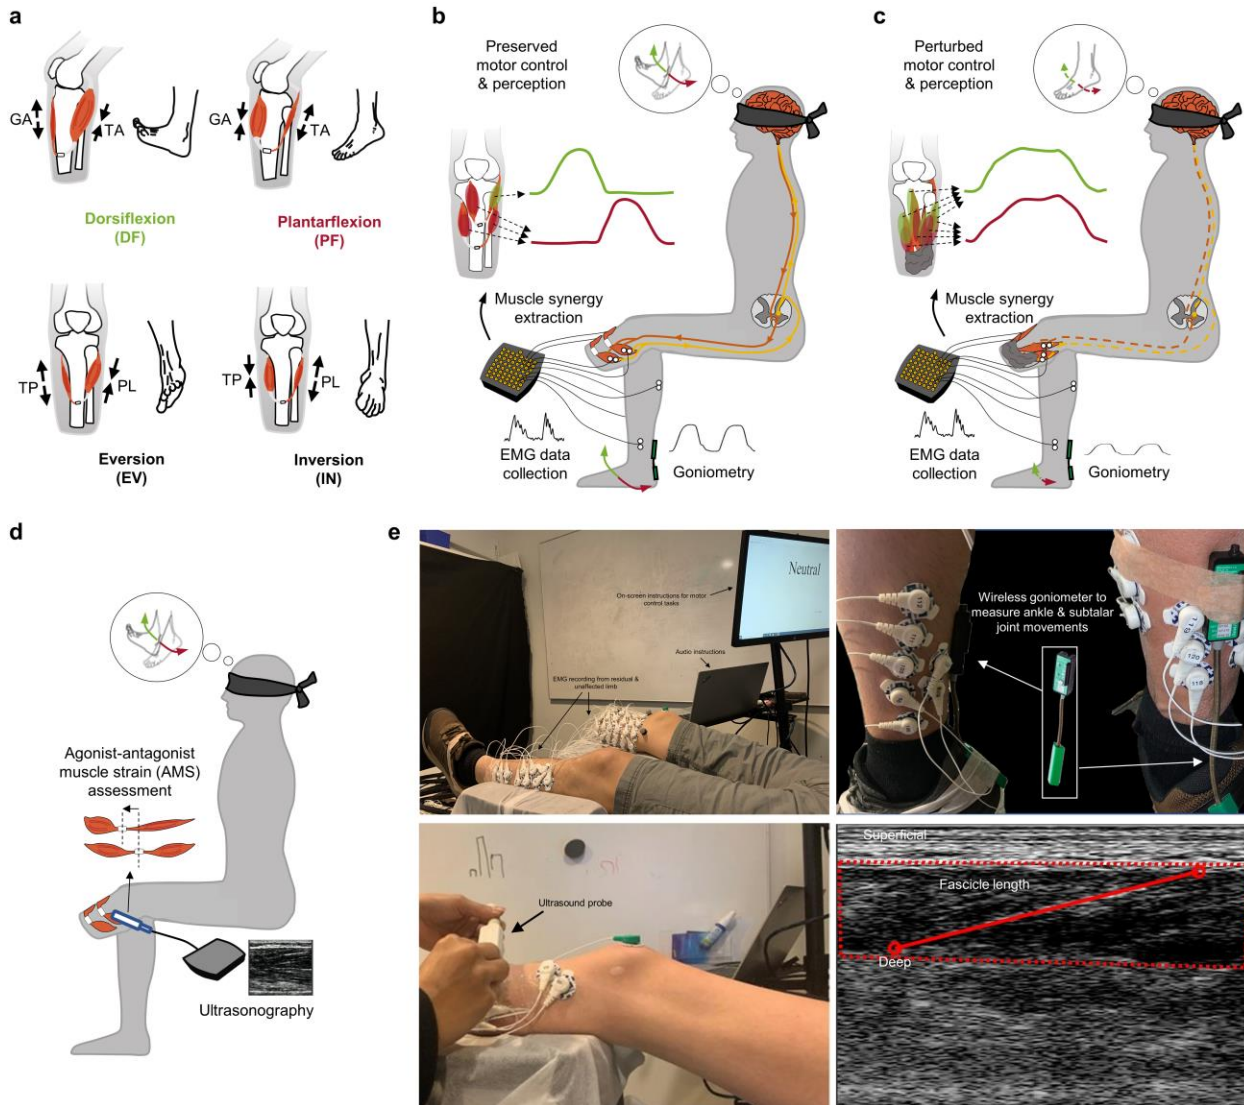 a
GA
TA
GA
TA
Dorsiflexion
(DF)
Plantarflexion
(PF)
TP
PL
TP
PL
Eversion
(EV)
Inversion
(IN)
b
Preserved
motor control
& perception
Muscle synergy
extraction
EMG data
collection
Goniometry
c
Perturbed
motor control
& perception
Muscle synergy
extraction
EMG data
collection
Goniometry
d
Agonist-antagonist
muscle strain (AMS)
assessment
Ultrasonography
e
Neutral
On-screen instructions for motor
control tasks
Audio instructions
EMG recording from residual &
unaffected limb
Wireless goniometer to
measure ankle & subtalar
joint movements
Ultrasound probe
Superficial
Fascicle length
Deep